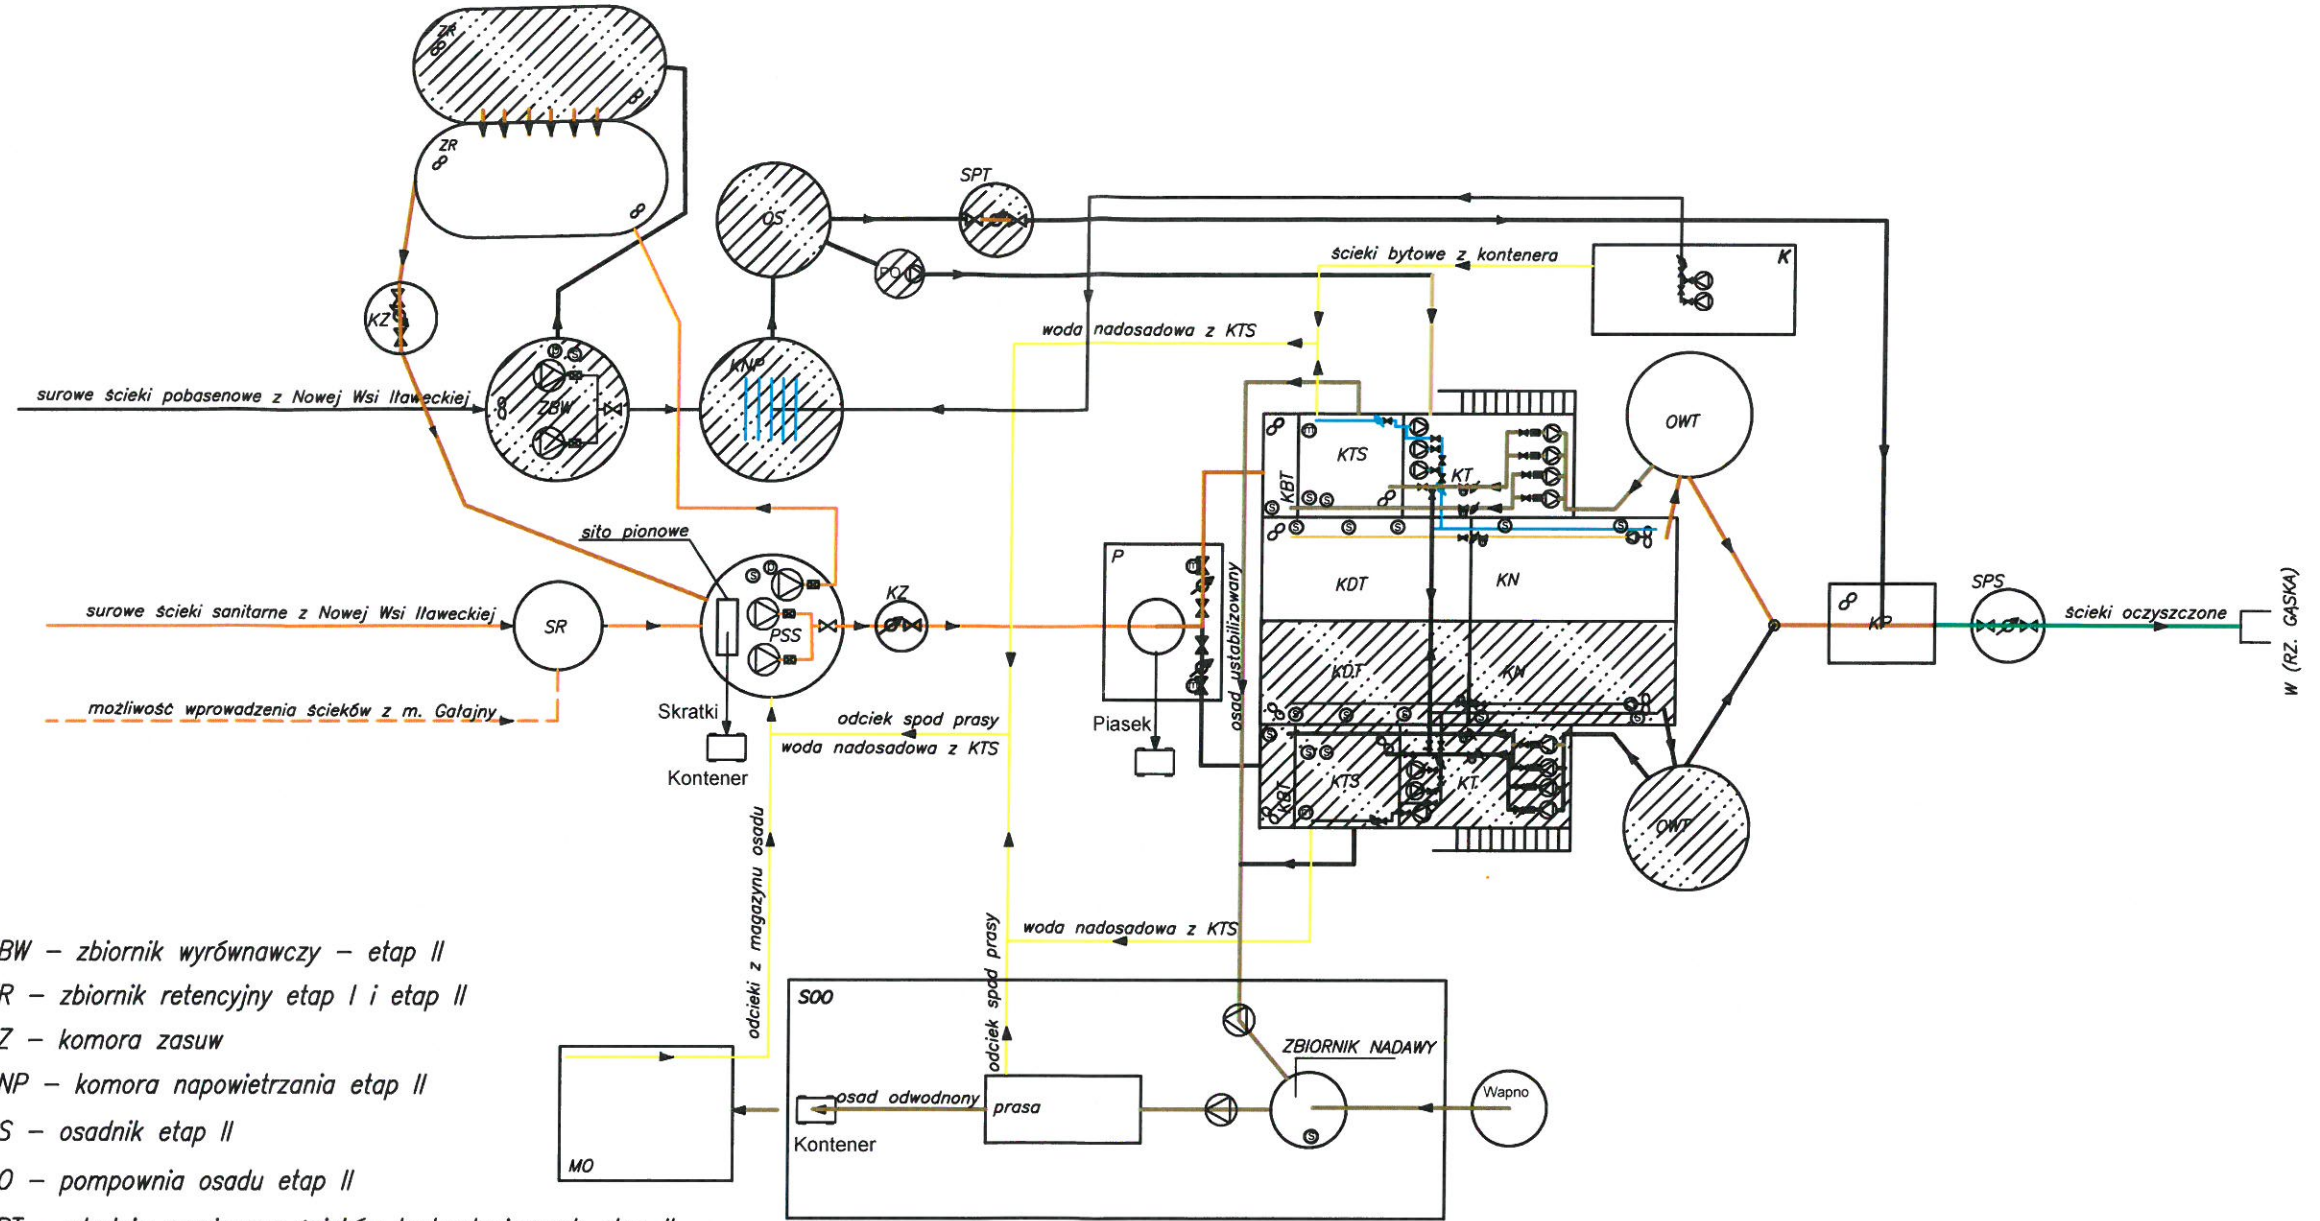 ZR
ZR
KZ
OS
SPT
PO
K
ścieki bytowe z kontenera
woda nadosadowa z KTS
surowe ścieki pobasenowe z Nowej Wsi Iławeckiej
ZBW
KNP
OWT
KTS
KT
KBT
sito pionowe
P
KDT
KN
surowe ścieki sanitarne z Nowej Wsi Iławeckiej
SR
PSS
KZ
osad ustabilizowany
KP
SPS
ścieki oczyszczone
W (RZ. GĄSKA)
możliwość wprowadzenia ścieków z m. Gałajny
Skratki
Kontener
odciek spod prasy
woda nadosadowa z KTS
Piasek
KDT
KN
KBT
KTS
KT
OWT
odcieki z magazynu osadu
odciek spod prasy
woda nadosadowa z KTS
SOO
ZBIORNIK NADAWY
Wapno
osad odwodnony
prasa
Kontener
MO
BW – zbiornik wyrównawczy – etap II
R – zbiornik retencyjny etap I i etap II
Z – komora zasuw
NP – komora napowietrzania etap II
S – osadnik etap II
O – pompownia osadu etap II